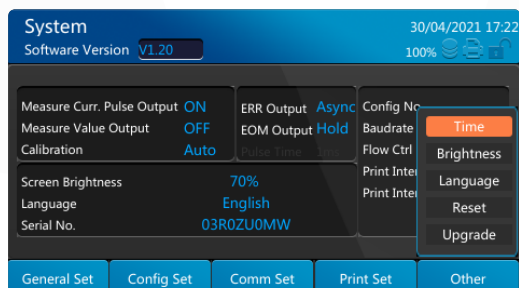 System
30/04/2021 17:22
Software Version V1.20
100%
Measure Curr. Pulse Output ON
Measure Value Output OFF
Calibration Auto
ERR Output Async
EOM Output Hold
Pulse Time
Config No
Baudrate
Flow Ctrl
Print Inter
Print Inter
Screen Brightness 70%
Language English
Serial No. 03R0ZU0MW
Time
Brightness
Language
Reset
Upgrade
General Set
Config Set
Comm Set
Print Set
Other